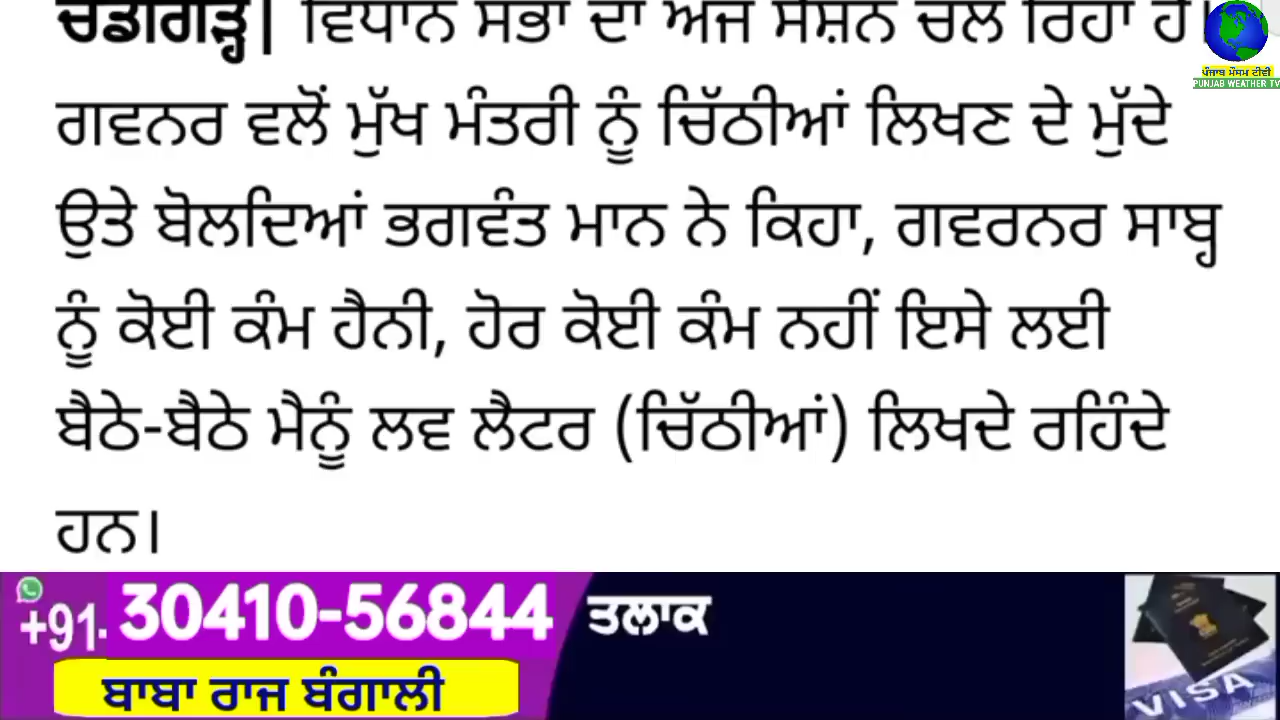 ਚੰਡੀਗੜ੍ਹ| ਵਿਧਾਨ ਸਭਾ ਦਾ ਅੱਜ ਸੈਸ਼ਨ ਚੱਲ ਰਿਹਾ ਹੈ।
ਗਵਨਰ ਵਲੋਂ ਮੁੱਖ ਮੰਤਰੀ ਨੂੰ ਚਿੱਠੀਆਂ ਲਿਖਣ ਦੇ ਮੁੱਦੇ
ਉਤੇ ਬੋਲਦਿਆਂ ਭਗਵੰਤ ਮਾਨ ਨੇ ਕਿਹਾ, ਗਵਰਨਰ ਸਾਬ੍ਹ
ਨੂੰ ਕੋਈ ਕੰਮ ਹੈਨੀ, ਹੋਰ ਕੋਈ ਕੰਮ ਨਹੀਂ ਇਸੇ ਲਈ
ਬੈਠੇ-ਬੈਠੇ ਮੈਨੂੰ ਲਵ ਲੈਟਰ (ਚਿੱਠੀਆਂ) ਲਿਖਦੇ ਰਹਿੰਦੇ
ਹਨ।
ਪੰਜਾਬ ਮੌਸਮ ਟੀਵੀ
PUNJAB WEATHER TV
+91- 30410-56844
ਤਲਾਕ
ਬਾਬਾ ਰਾਜ ਬੰਗਾਲੀ
VISA